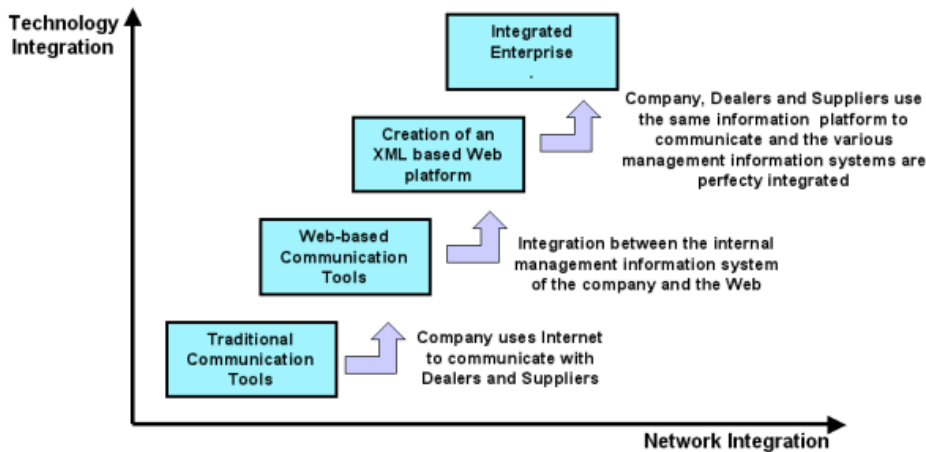 Technology
Integration
Integrated
Enterprise
.
Company, Dealers and Suppliers use
the same information platform to
communicate and the various
management information systems are
perfecty integrated
Creation of an
XML based Web
platform
Web-based
Communication
Tools
Integration between the internal
management information system
of the company and the Web
Traditional
Communication
Tools
Company uses Internet
to communicate with
Dealers and Suppliers
Network Integration